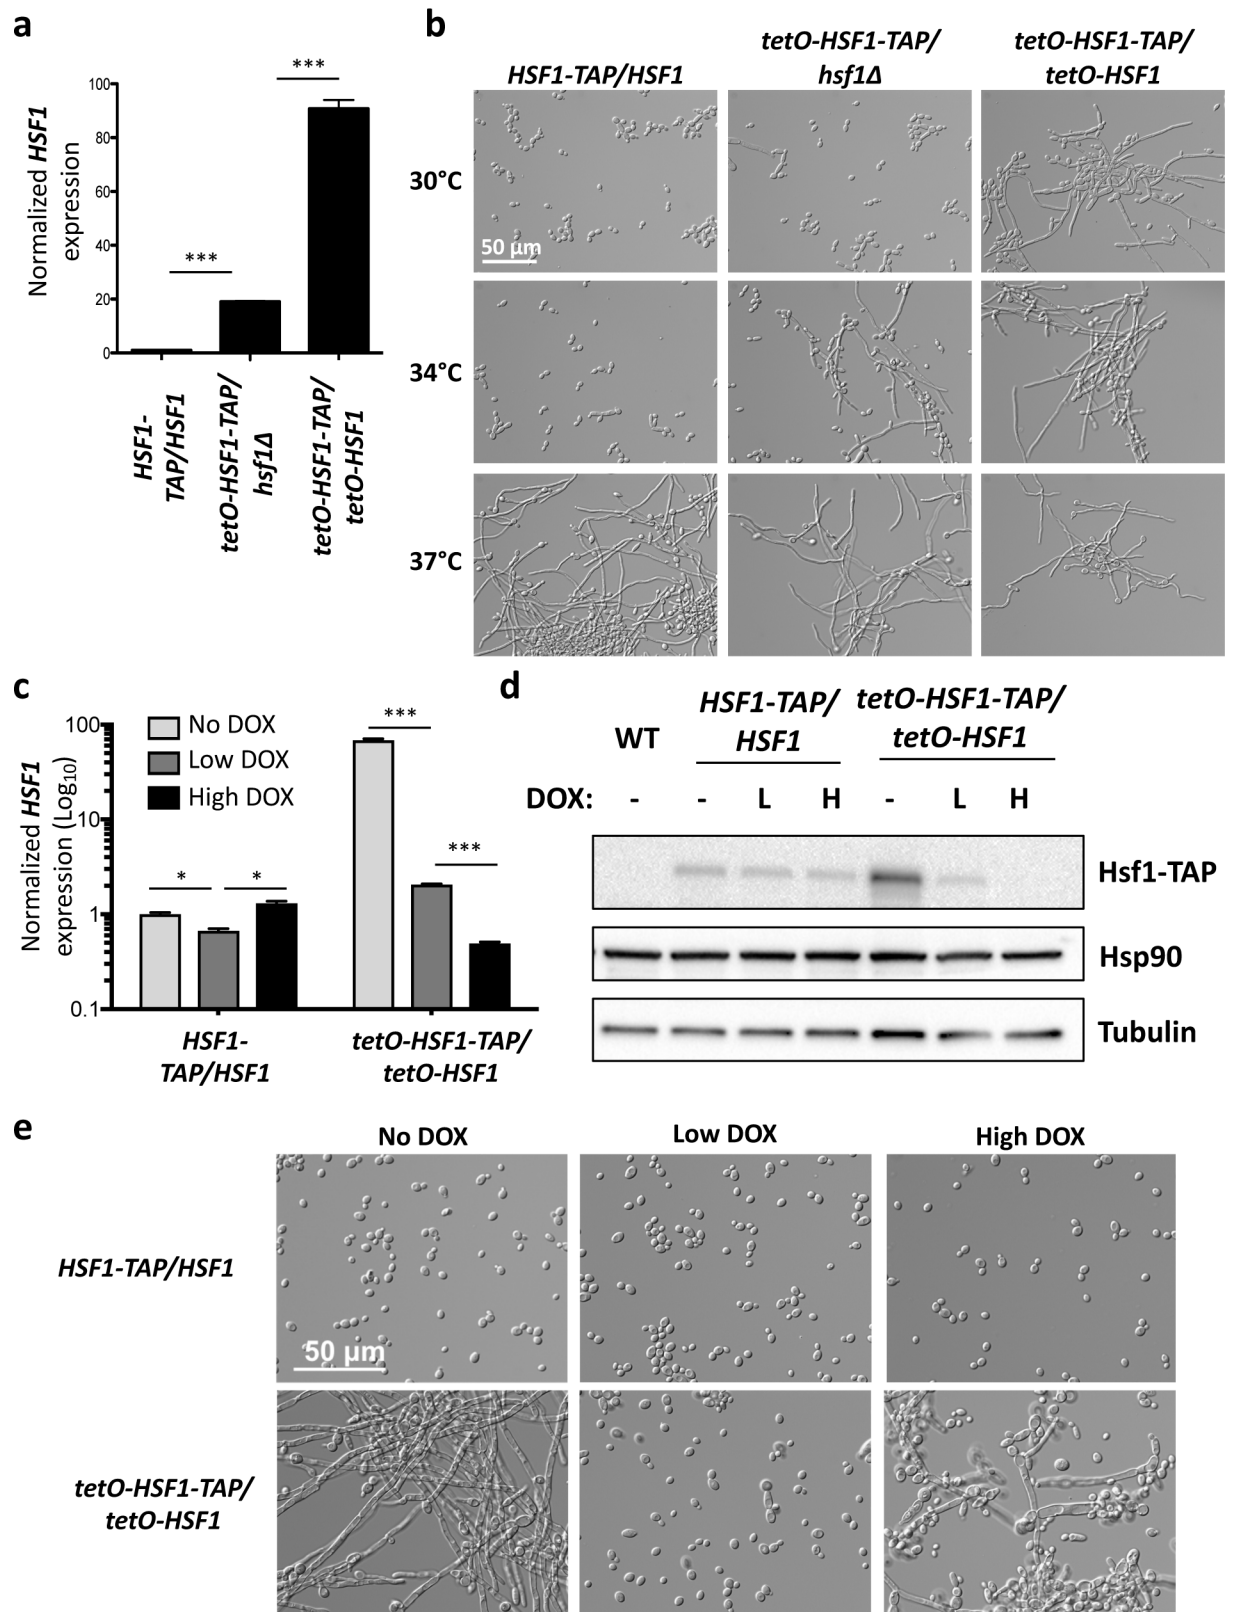 a
Normalized HSF1
expression
100
80
60
40
20
0
***
***
HSF1-
TAP/HSF1
tetO-HSF1-TAP/
hsf1Δ
tetO-HSF1-TAP/
tetO-HSF1
b
HSF1-TAP/HSF1
tetO-HSF1-TAP/
hsf1Δ
tetO-HSF1-TAP/
tetO-HSF1
30°C
50 µm
34°C
37°C
c
Normalized HSF1
expression (Log10)
100
10
1
0.1
No DOX
Low DOX
High DOX
*
*
***
***
HSF1-
TAP/HSF1
tetO-HSF1-TAP/
tetO-HSF1
d
WT
HSF1-TAP/
HSF1
tetO-HSF1-TAP/
tetO-HSF1
DOX: - - L H - L H
Hsf1-TAP
Hsp90
Tubulin
e
No DOX
Low DOX
High DOX
HSF1-TAP/HSF1
50 µm
tetO-HSF1-TAP/
tetO-HSF1